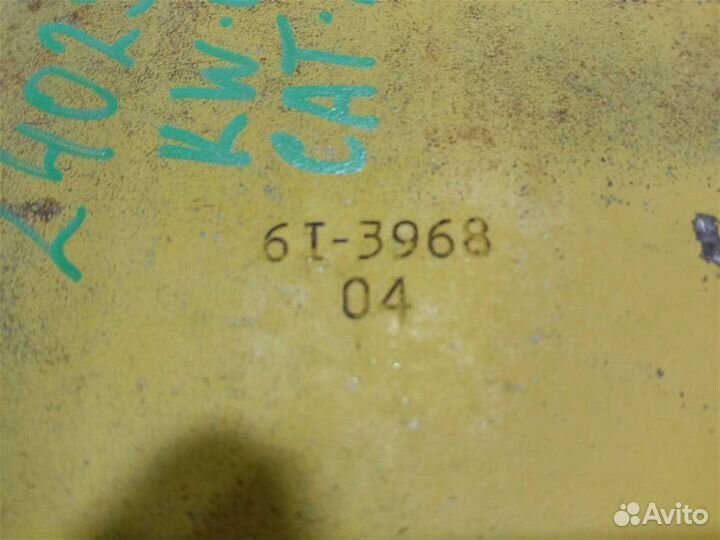 KW.
CAT.
6I-3968
04
Avito